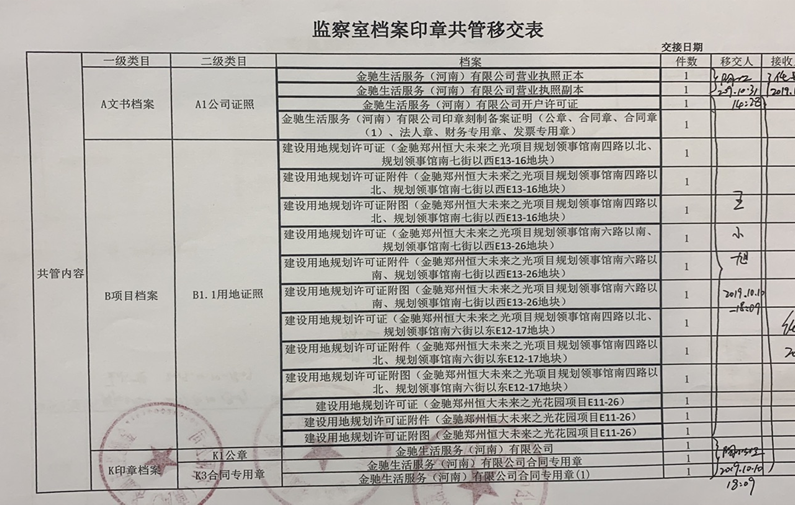 监察室档案印章共管移交表
交接日期
一级类目 二级类目 档案 件数 移交人 接收
共管内容
A文书档案 A1公司证照
金驰生活服务（河南）有限公司营业执照正本 1
金驰生活服务（河南）有限公司营业执照副本 1
2019.10.31
金驰生活服务（河南）有限公司开户许可证 1
金驰生活服务（河南）有限公司印章刻制备案证明（公章、合同章、合同章
（1）、法人章、财务专用章、发票专用章） 1
B项目档案 B1.1用地证照
建设用地规划许可证（金驰郑州恒大未来之光项目规划领事馆南四路以北、
规划领事馆南七街以西E13-16地块） 1
建设用地规划许可证附件（金驰郑州恒大未来之光项目规划领事馆南四路以
北、规划领事馆南七街以西E13-16地块） 1
建设用地规划许可证附图（金驰郑州恒大未来之光项目规划领事馆南四路以
北、规划领事馆南七街以西E13-16地块） 1
建设用地规划许可证（金驰郑州恒大未来之光项目规划领事馆南六路以南、
规划领事馆南七街以西E13-26地块） 1
建设用地规划许可证附件（金驰郑州恒大未来之光项目规划领事馆南六路以
南、规划领事馆南七街以西E13-26地块） 1
建设用地规划许可证附图（金驰郑州恒大未来之光项目规划领事馆南六路以
南、规划领事馆南七街以西E13-26地块） 1
2019.10.10
18:09
建设用地规划许可证（金驰郑州恒大未来之光项目规划领事馆南四路以北、
规划领事馆南六街以东E12-17地块） 1
建设用地规划许可证附件（金驰郑州恒大未来之光项目规划领事馆南四路以
北、规划领事馆南六街以东E12-17地块） 1
建设用地规划许可证附图（金驰郑州恒大未来之光项目规划领事馆南四路以
北、规划领事馆南六街以东E12-17地块） 1
建设用地规划许可证（金驰郑州恒大未来之光花园项目E11-26） 1
建设用地规划许可证附件（金驰郑州恒大未来之光花园项目E11-26） 1
建设用地规划许可证附图（金驰郑州恒大未来之光花园项目E11-26） 1
K印章档案
K1公章 金驰生活服务（河南）有限公司 1
K3合同专用章
金驰生活服务（河南）有限公司合同专用章 1
金驰生活服务（河南）有限公司合同专用章(1) 1
2019.10.10
18:09